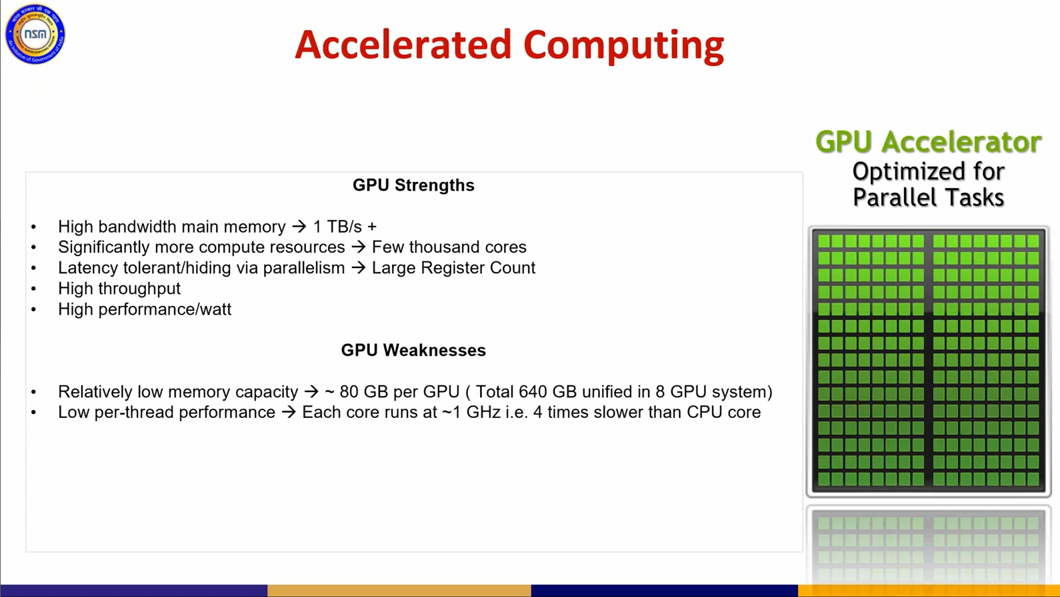 nsm
Accelerated Computing
GPU Strengths
• High bandwidth main memory → 1 TB/s +
• Significantly more compute resources → Few thousand cores
• Latency tolerant/hiding via parallelism → Large Register Count
• High throughput
• High performance/watt
GPU Weaknesses
• Relatively low memory capacity → ~ 80 GB per GPU ( Total 640 GB unified in 8 GPU system)
• Low per-thread performance → Each core runs at ~1 GHz i.e. 4 times slower than CPU core
GPU Accelerator
Optimized for
Parallel Tasks